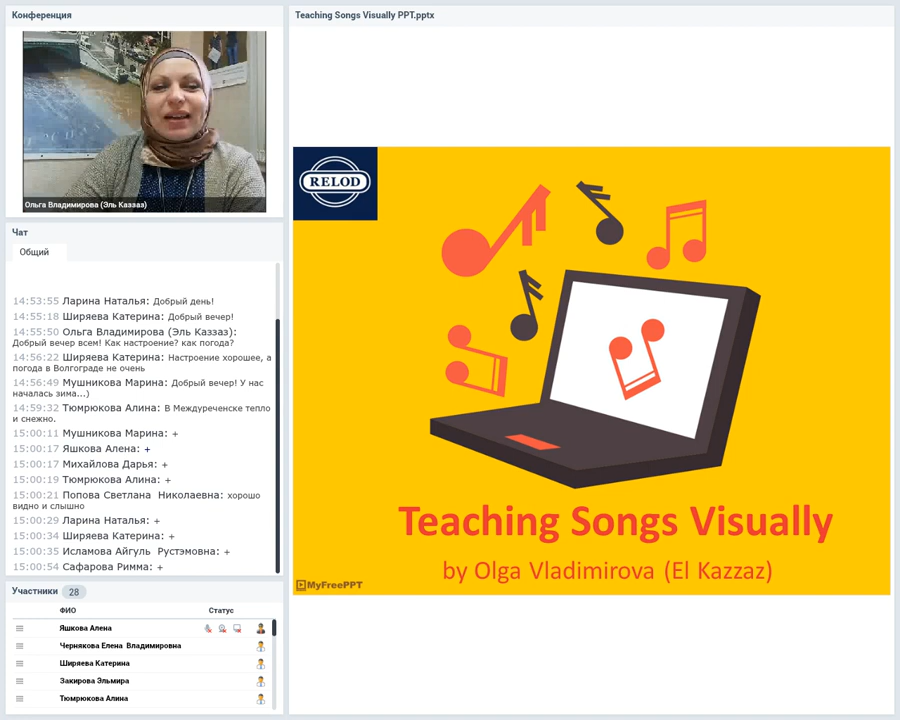 Конференция
Ольга Владимирова (Эль Каззаз)
Чат
Общий
14:53:55 Ларина Наталья: Добрый день!
14:55:18 Ширяева Катерина: Добрый вечер!
14:55:50 Ольга Владимирова (Эль Каззаз):
Добрый вечер всем! Как настроение? как погода?
14:56:22 Ширяева Катерина: Настроение хорошее, а
погода в Волгограде не очень
14:56:49 Мушникова Марина: Добрый вечер! У нас
началась зима...)
14:59:32 Тюмрюкова Алина: В Междуреченске тепло
и снежно.
15:00:11 Мушникова Марина: +
15:00:17 Яшкова Алена: +
15:00:17 Михайлова Дарья: +
15:00:19 Тюмрюкова Алина: +
15:00:21 Попова Светлана Николаевна: хорошо
видно и слышно
15:00:29 Ларина Наталья: +
15:00:34 Ширяева Катерина: +
15:00:35 Исламова Айгуль Рустэмовна: +
15:00:54 Сафарова Римма: +
Участники 28
ФИО Статус
Яшкова Алена
Чернякова Елена Владимировна
Ширяева Катерина
Закирова Эльмира
Тюмрюкова Алина
Teaching Songs Visually PPT.pptx
RELOD
Teaching Songs Visually
by Olga Vladimirova (El Kazzaz)
MyFreePPT